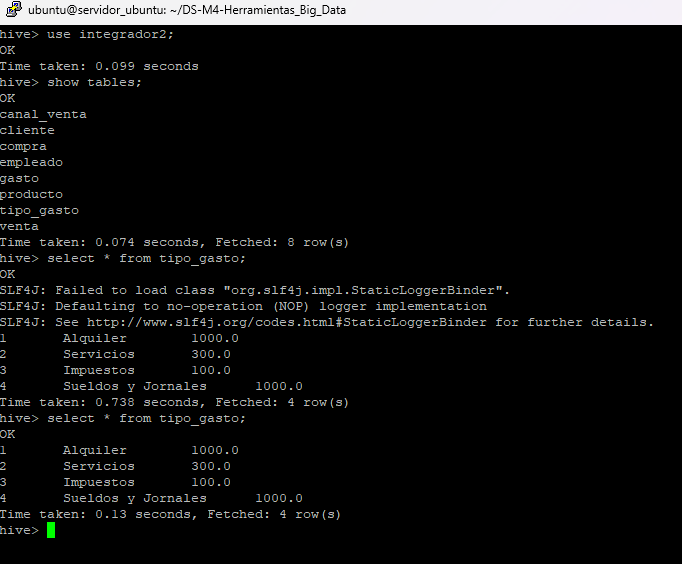 ubuntu@servidor_ubuntu: ~/DS-M4-Herramientas_Big_Data
hive> use integrador2;
OK
Time taken: 0.099 seconds
hive> show tables;
OK
canal_venta
cliente
compra
empleado
gasto
producto
tipo_gasto
venta
Time taken: 0.074 seconds, Fetched: 8 row(s)
hive> select * from tipo_gasto;
OK
SLF4J: Failed to load class "org.slf4j.impl.StaticLoggerBinder".
SLF4J: Defaulting to no-operation (NOP) logger implementation
SLF4J: See http://www.slf4j.org/codes.html#StaticLoggerBinder for further details.
1       Alquiler        1000.0
2       Servicios       300.0
3       Impuestos       100.0
4       Sueldos y Jornales      1000.0
Time taken: 0.738 seconds, Fetched: 4 row(s)
hive> select * from tipo_gasto;
OK
1       Alquiler        1000.0
2       Servicios       300.0
3       Impuestos       100.0
4       Sueldos y Jornales      1000.0
Time taken: 0.13 seconds, Fetched: 4 row(s)
hive>